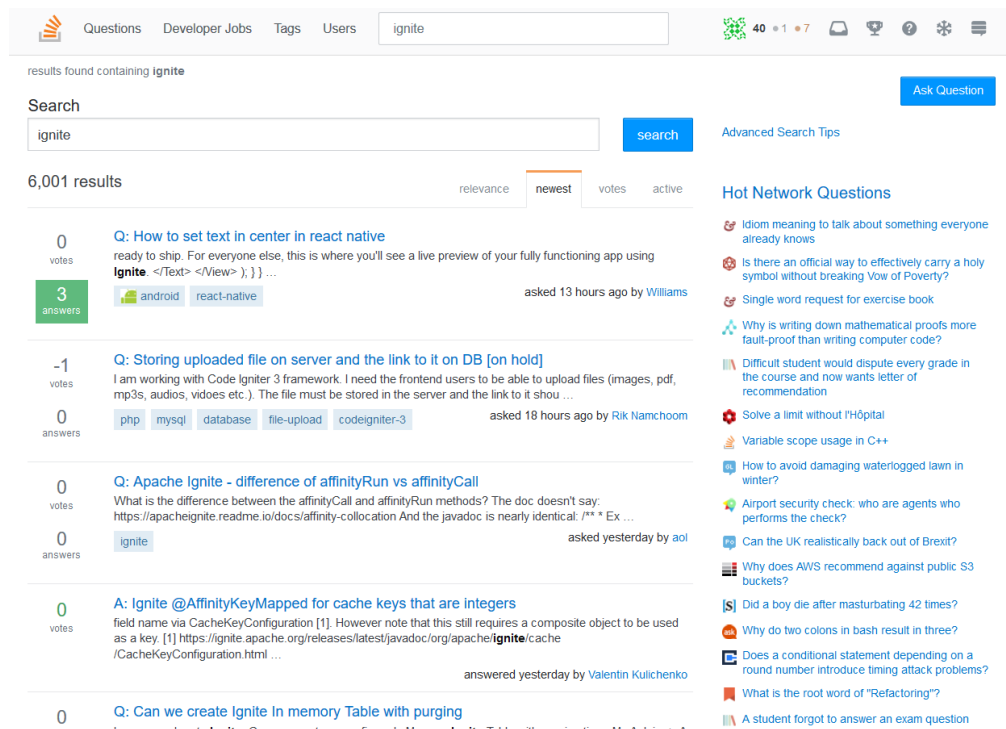 Questions Developer Jobs Tags Users ignite 40 1 7
results found containing ignite
Ask Question
Search
ignite search
Advanced Search Tips
6,001 results
relevance newest votes active
0
votes
3
answers
Q: How to set text in center in react native
ready to ship. For everyone else, this is where you'll see a live preview of your fully functioning app using
Ignite. </Text> </View> ); } } …
android react-native
asked 13 hours ago by Williams
-1
votes
0
answers
Q: Storing uploaded file on server and the link to it on DB [on hold]
I am working with Code Igniter 3 framework. I need the frontend users to be able to upload files (images, pdf,
mp3s, audios, vidoes etc.). The file must be stored in the server and the link to it shou …
php mysql database file-upload codeigniter-3
asked 18 hours ago by Rik Namchoom
0
votes
0
answers
Q: Apache Ignite - difference of affinityRun vs affinityCall
What is the difference between the affinityCall and affinityRun methods? The doc doesn't say:
https://apacheignite.readme.io/docs/affinity-collocation And the javadoc is nearly identical: /** * Ex …
ignite
asked yesterday by aol
0
votes
A: Ignite @AffinityKeyMapped for cache keys that are integers
field name via CacheKeyConfiguration [1]. However note that this still requires a composite object to be used
as a key. [1] https://ignite.apache.org/releases/latest/javadoc/org/apache/ignite/cache
/CacheKeyConfiguration.html …
answered yesterday by Valentin Kulichenko
0
Q: Can we create Ignite In memory Table with purging
Hot Network Questions
Idiom meaning to talk about something everyone
already knows
Is there an official way to effectively carry a holy
symbol without breaking Vow of Poverty?
Single word request for exercise book
Why is writing down mathematical proofs more
fault-proof than writing computer code?
Difficult student would dispute every grade in
the course and now wants letter of
recommendation
Solve a limit without l'Hôpital
Variable scope usage in C++
How to avoid damaging waterlogged lawn in
winter?
Airport security check: who are agents who
performs the check?
Can the UK realistically back out of Brexit?
Why does AWS recommend against public S3
buckets?
Did a boy die after masturbating 42 times?
Why do two colons in bash result in three?
Does a conditional statement depending on a
round number introduce timing attack problems?
What is the root word of "Refactoring"?
A student forgot to answer an exam question